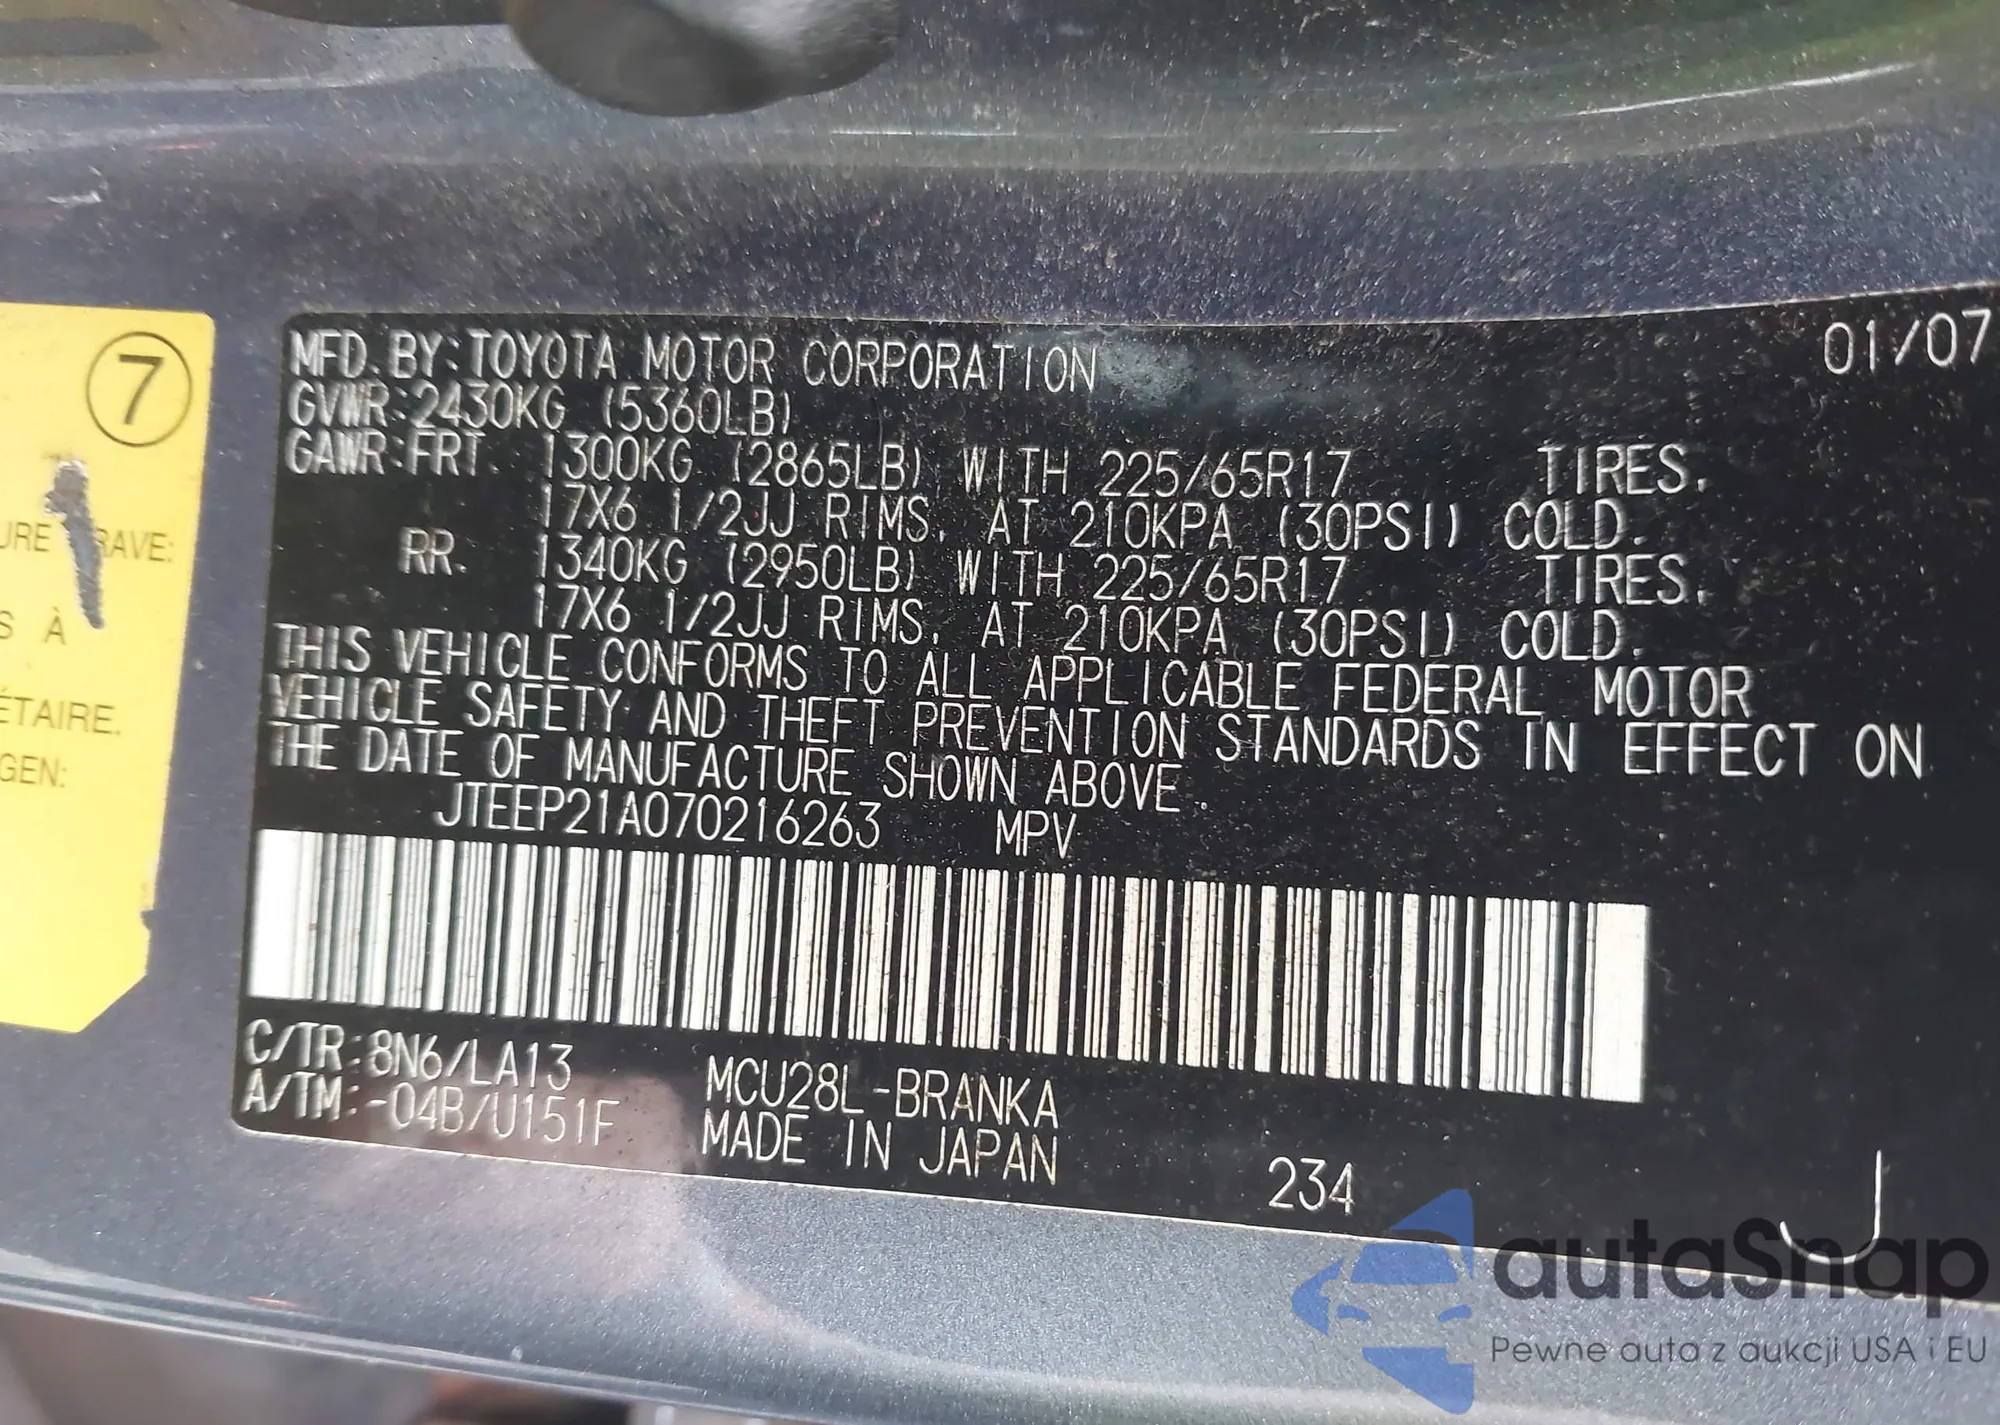 7
URE RAVE:
S À
ÉTAIRE.
GEN:
01/07
MFD. BY: TOYOTA MOTOR CORPORATION
GVWR: 2430KG (5360LB)
GAWR: FRT. 1300KG (2865LB) WITH 225/65R17 TIRES,
17X6 1/2JJ RIMS, AT 210KPA (30PSI) COLD.
RR. 1340KG (2950LB) WITH 225/65R17 TIRES,
17X6 1/2JJ RIMS, AT 210KPA (30PSI) COLD.
THIS VEHICLE CONFORMS TO ALL APPLICABLE FEDERAL MOTOR
VEHICLE SAFETY AND THEFT PREVENTION STANDARDS IN EFFECT ON
THE DATE OF MANUFACTURE SHOWN ABOVE.
JTEEP21A070216263 MPV
C/TR: 8N6/LA13 MCU28L-BRANKA
A/TM: -04B/U151F MADE IN JAPAN
234
J
autaSnap
Pewne auta z aukcji USA i EU